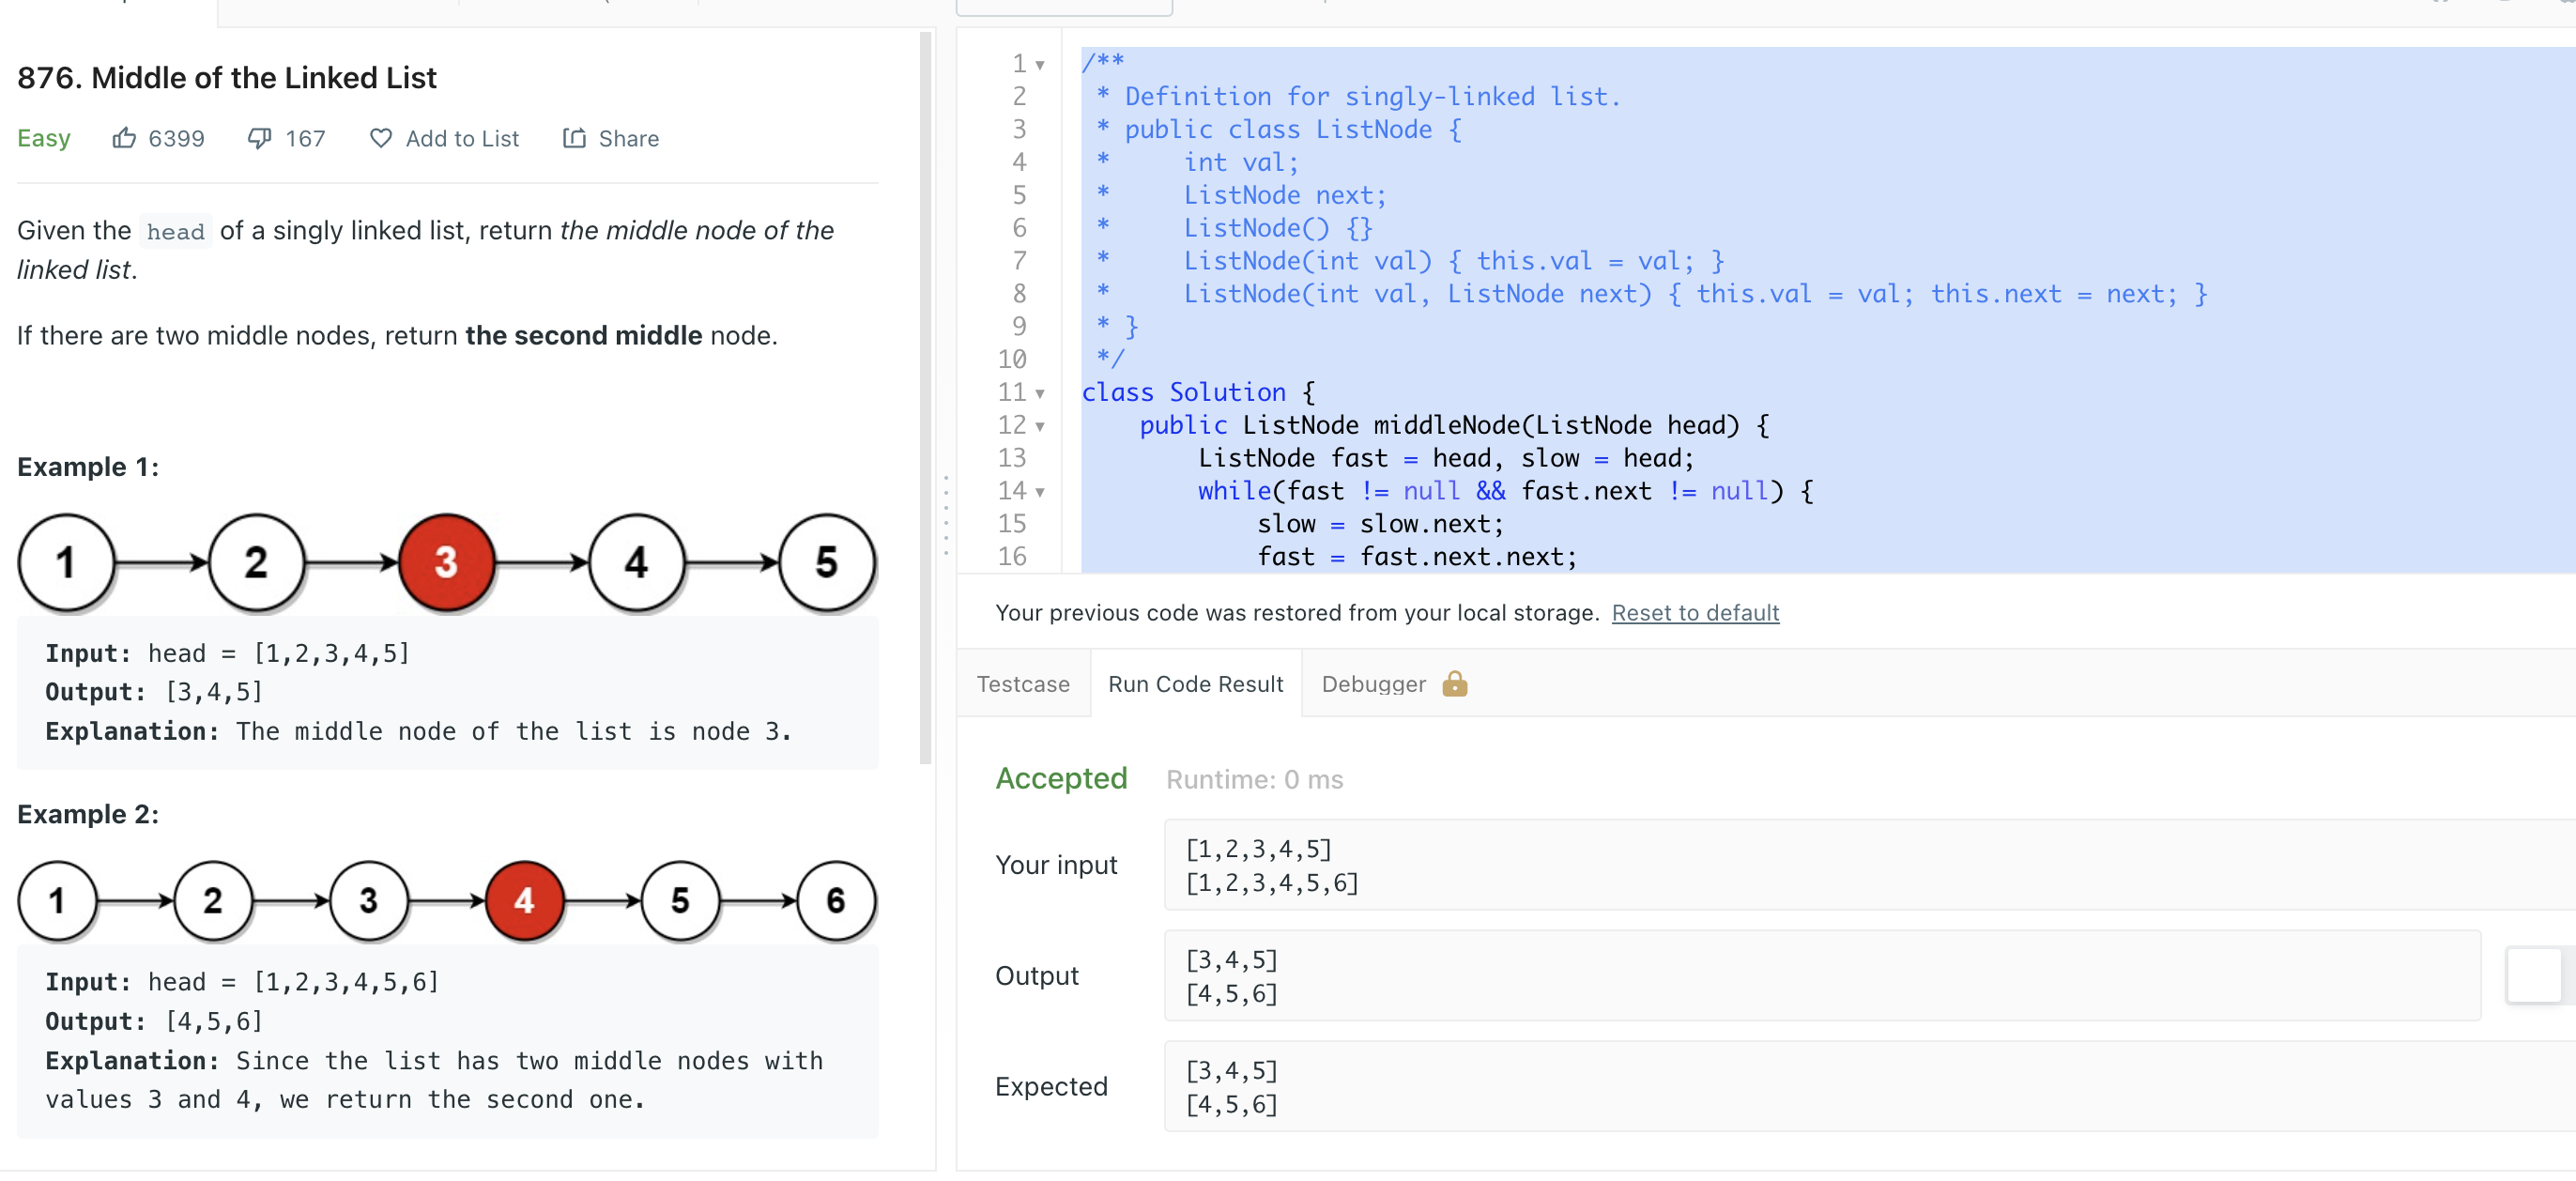 876. Middle of the Linked List
Easy 6399 167 Add to List Share
Given the head of a singly linked list, return the middle node of the
linked list.
If there are two middle nodes, return the second middle node.
Example 1:
1 2 3 4 5
Input: head = [1,2,3,4,5]
Output: [3,4,5]
Explanation: The middle node of the list is node 3.
Example 2:
1 2 3 4 5 6
Input: head = [1,2,3,4,5,6]
Output: [4,5,6]
Explanation: Since the list has two middle nodes with
values 3 and 4, we return the second one.
1 /**
2  * Definition for singly-linked list.
3  * public class ListNode {
4  *     int val;
5  *     ListNode next;
6  *     ListNode() {}
7  *     ListNode(int val) { this.val = val; }
8  *     ListNode(int val, ListNode next) { this.val = val; this.next = next; }
9  * }
10  */
11 class Solution {
12     public ListNode middleNode(ListNode head) {
13         ListNode fast = head, slow = head;
14         while(fast != null && fast.next != null) {
15             slow = slow.next;
16             fast = fast.next.next;
Your previous code was restored from your local storage. Reset to default
Testcase Run Code Result Debugger
Accepted Runtime: 0 ms
Your input
[1,2,3,4,5]
[1,2,3,4,5,6]
Output
[3,4,5]
[4,5,6]
Expected
[3,4,5]
[4,5,6]